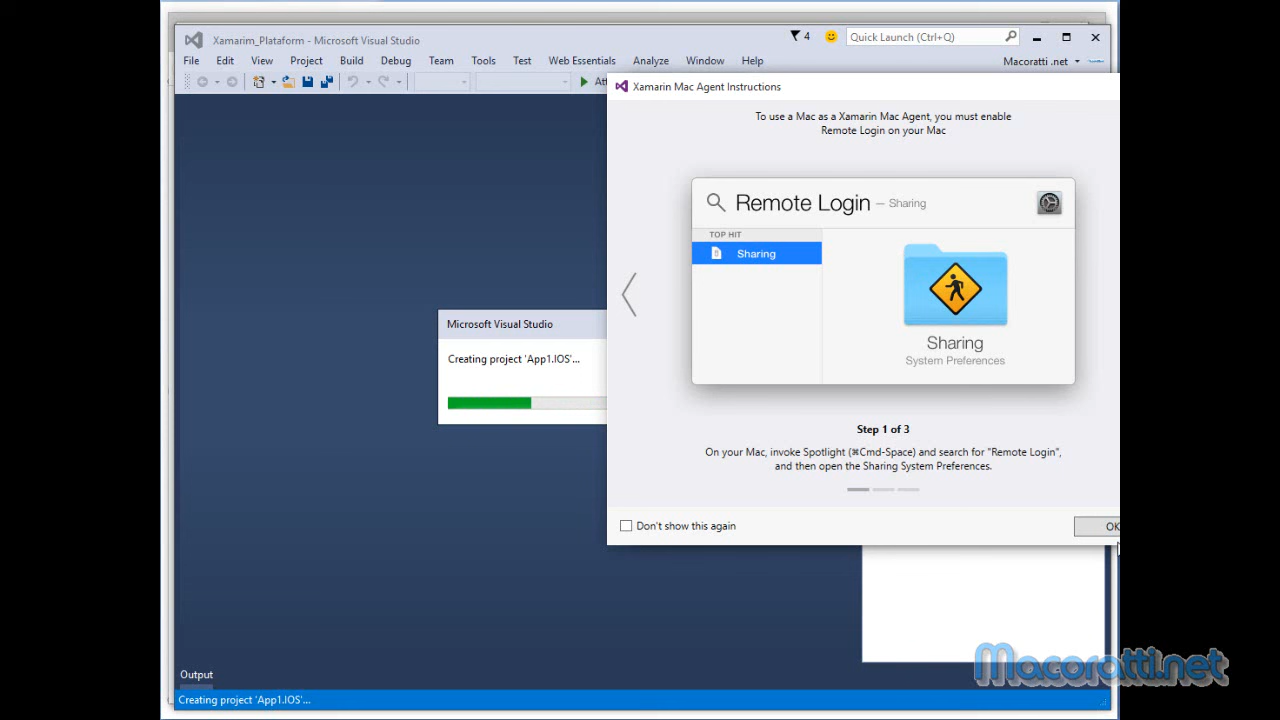 Xamarim_Plataform - Microsoft Visual Studio
4
Quick Launch (Ctrl+Q)
File Edit View Project Build Debug Team Tools Test Web Essentials Analyze Window Help
Macoratti .net
Att
Xamarin Mac Agent Instructions
To use a Mac as a Xamarin Mac Agent, you must enable
Remote Login on your Mac
Remote Login — Sharing
TOP HIT
Sharing
Sharing
System Preferences
Microsoft Visual Studio
Creating project 'App1.IOS'...
Step 1 of 3
On your Mac, invoke Spotlight (⌘Cmd-Space) and search for "Remote Login",
and then open the Sharing System Preferences.
Don't show this again
OK
Macoratti.net
Output
Creating project 'App1.IOS'...